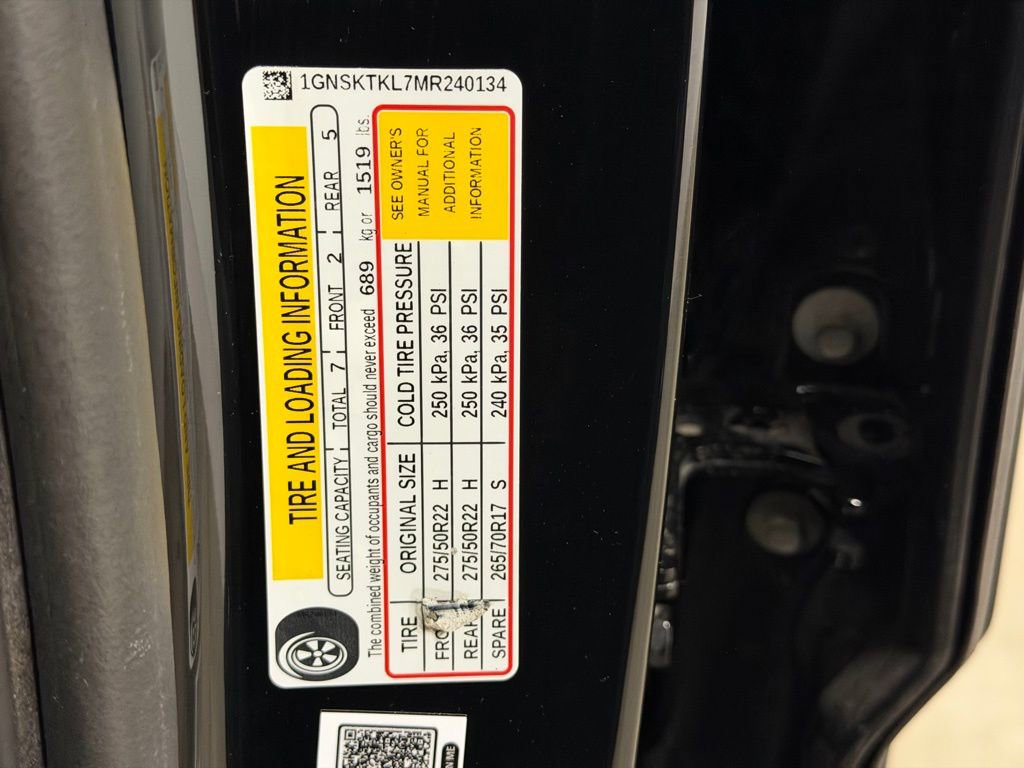 1GNSKTKL7MR240134
TIRE AND LOADING INFORMATION
SEATING CAPACITY TOTAL 7 FRONT 2 REAR 5
The combined weight of occupants and cargo should never exceed 689 kg or 1519 lbs.
TIRE ORIGINAL SIZE COLD TIRE PRESSURE
FRO 275/50R22 H 250 kPa, 36 PSI
REAR 275/50R22 H 250 kPa, 36 PSI
SPARE 265/70R17 S 240 kPa, 35 PSI
SEE OWNER'S
MANUAL FOR
ADDITIONAL
INFORMATION